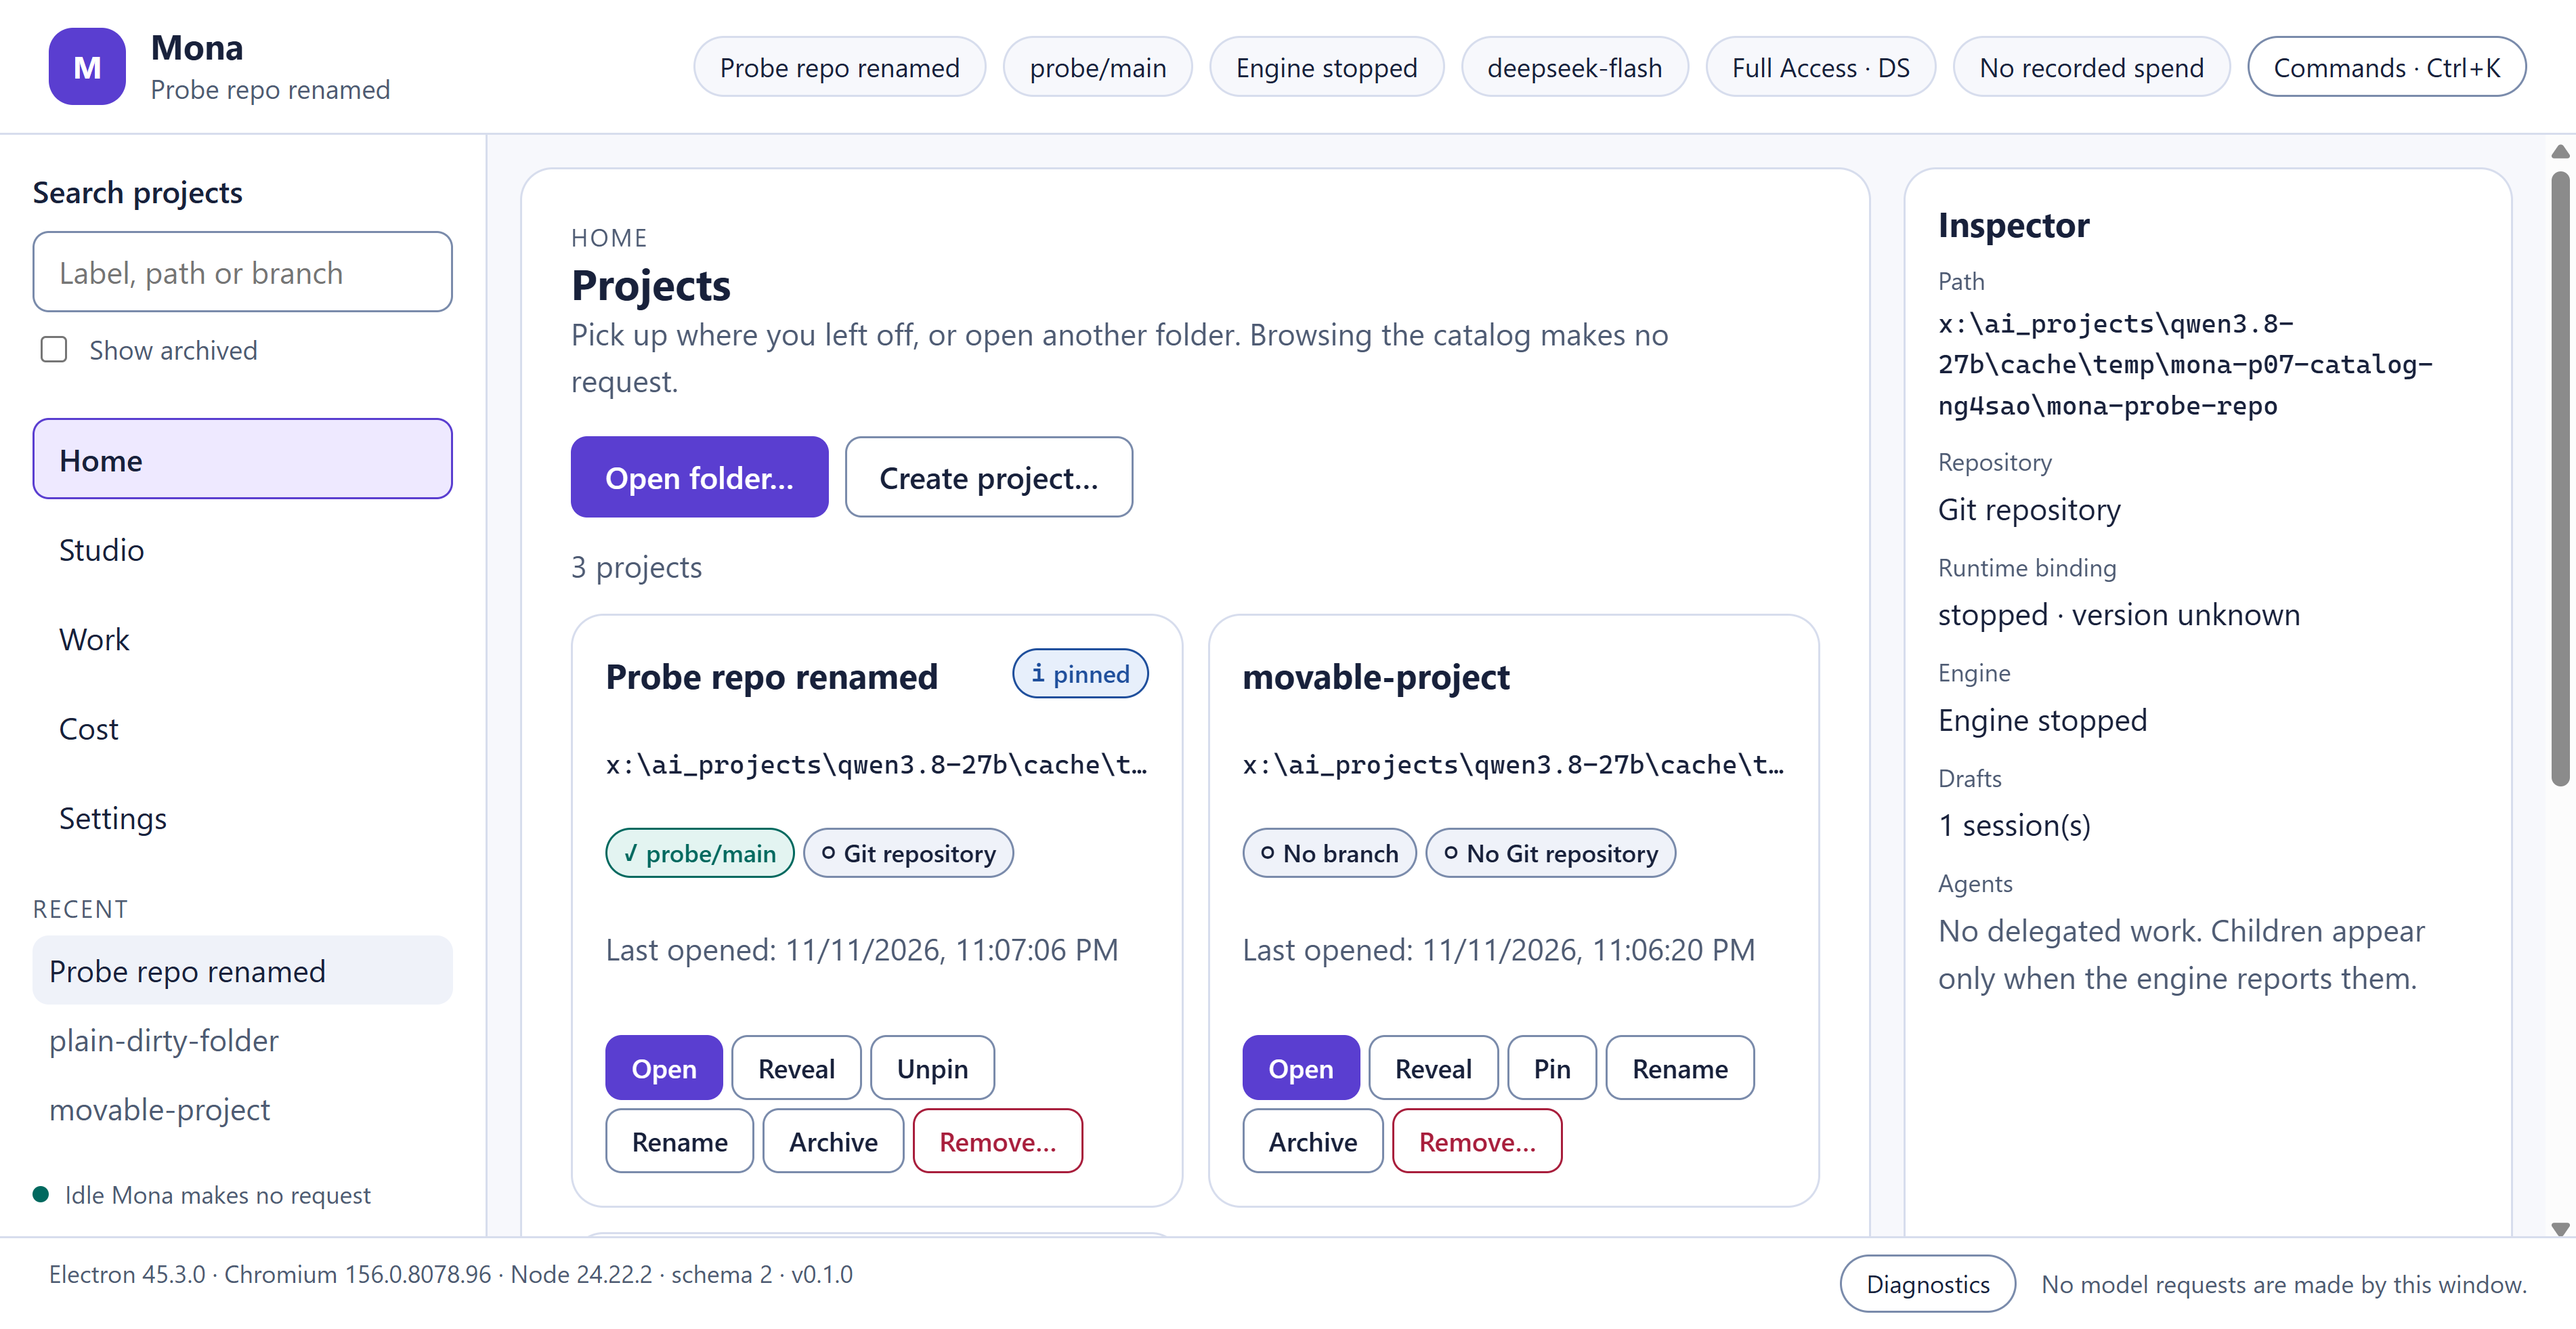 M
Mona
Probe repo renamed
Probe repo renamed
probe/main
Engine stopped
deepseek-flash
Full Access · DS
No recorded spend
Commands · Ctrl+K
Search projects
Label, path or branch
Show archived
Home
Studio
Work
Cost
Settings
RECENT
Probe repo renamed
plain-dirty-folder
movable-project
Idle Mona makes no request
HOME
Projects
Pick up where you left off, or open another folder. Browsing the catalog makes no
request.
Open folder...
Create project...
3 projects
Probe repo renamed
i pinned
x:\ai_projects\qwen3.8-27b\cache\t…
✓ probe/main
Git repository
Last opened: 11/11/2026, 11:07:06 PM
Open
Reveal
Unpin
Rename
Archive
Remove...
movable-project
x:\ai_projects\qwen3.8-27b\cache\t…
No branch
No Git repository
Last opened: 11/11/2026, 11:06:20 PM
Open
Reveal
Pin
Rename
Archive
Remove...
Inspector
Path
x:\ai_projects\qwen3.8-
27b\cache\temp\mona-p07-catalog-
ng4sao\mona-probe-repo
Repository
Git repository
Runtime binding
stopped · version unknown
Engine
Engine stopped
Drafts
1 session(s)
Agents
No delegated work. Children appear
only when the engine reports them.
Electron 45.3.0 · Chromium 156.0.8078.96 · Node 24.22.2 · schema 2 · v0.1.0
Diagnostics
No model requests are made by this window.